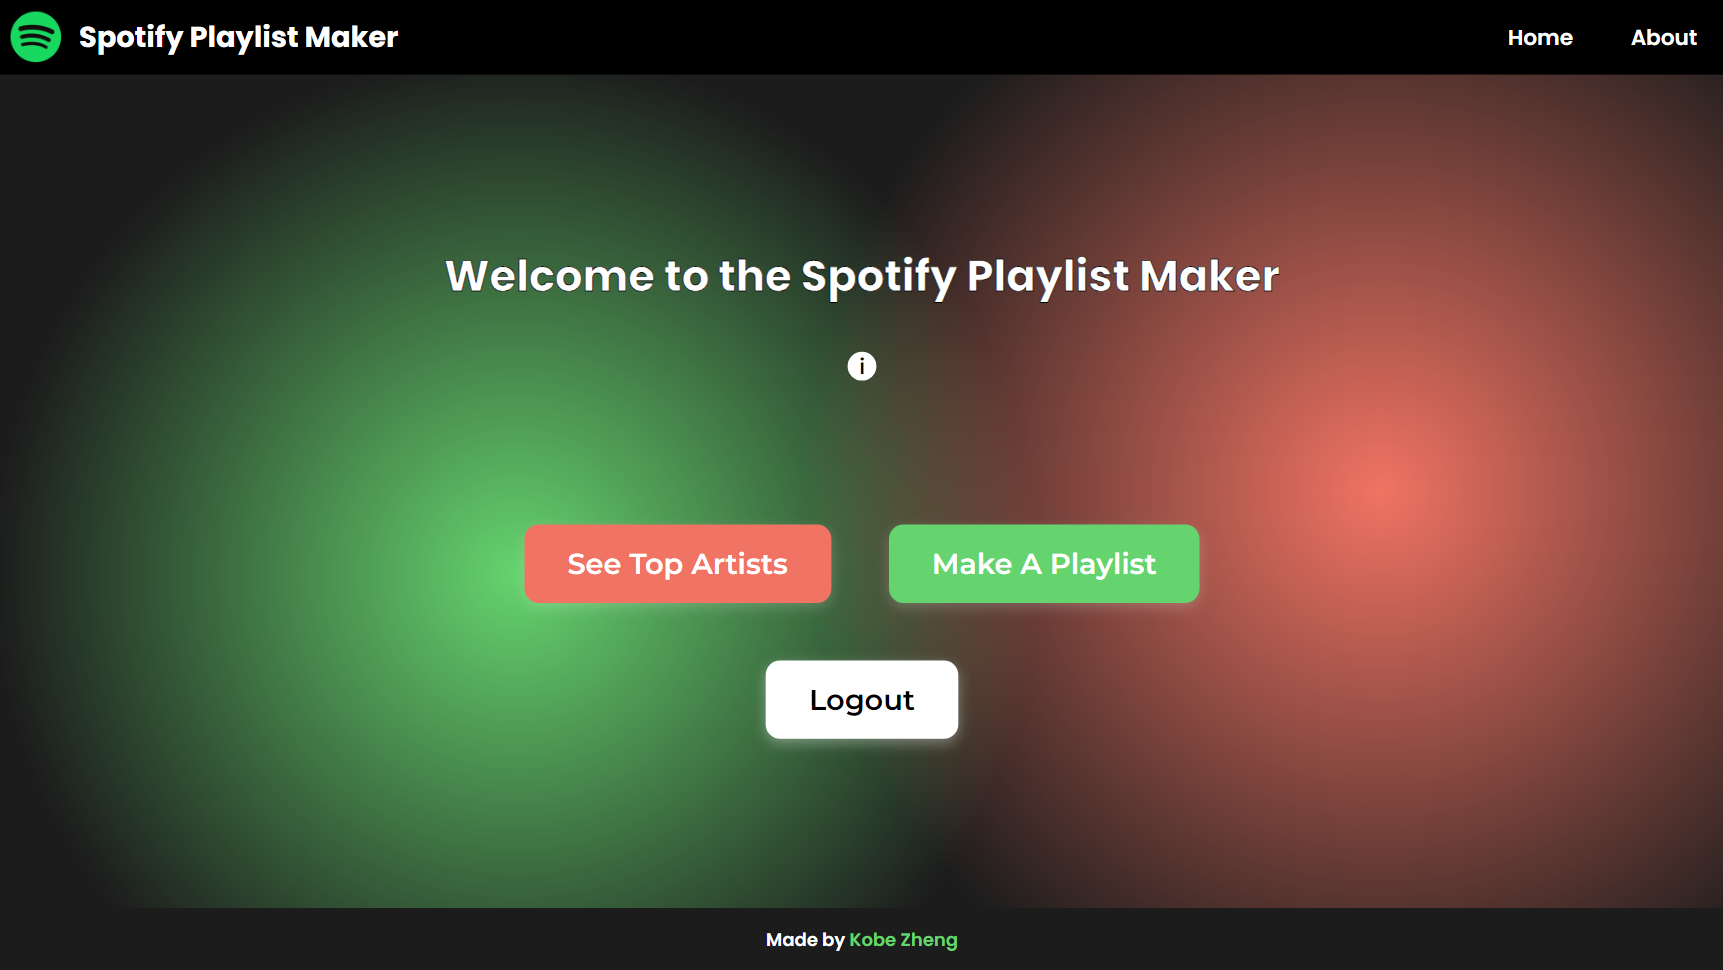 Spotify Playlist Maker
Home
About
Welcome to the Spotify Playlist Maker
i
See Top Artists
Make A Playlist
Logout
Made by Kobe Zheng